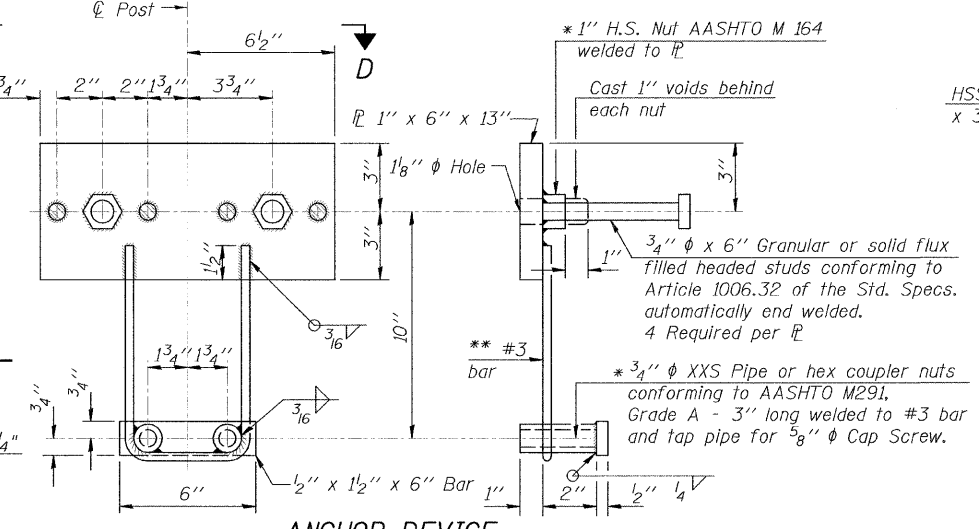 ℄ Post
6½"
D
¾"
2"
2"
1¾"
3¾"
* 1" H.S. Nut AASHTO M 164
welded to ℙL
Cast 1" voids behind
each nut
HSS
x 3
ℙL 1" x 6" x 13"
1⅛" φ Hole
3"
3"
3"
1½"
1"
¾" φ x 6" Granular or solid flux
filled headed studs conforming to
Article 1006.32 of the Std. Specs.
automatically end welded.
4 Required per ℙL
3/16
10"
** #3
bar
1¾"
1¾"
3/16
¾"
¾"
¼"
* ¾" φ XXS Pipe or hex coupler nuts
conforming to AASHTO M291,
Grade A - 3" long welded to #3 bar
and tap pipe for ⅝" φ Cap Screw.
½" x 1½" x 6" Bar
6"
1"
2"
½"
¼
ANCHOR DEVICE